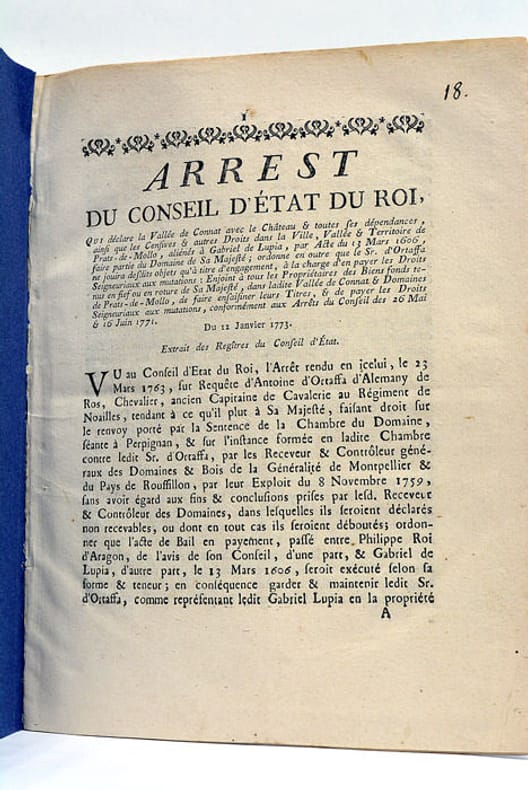 18.
1
ARREST
DU CONSEIL D'ÉTAT DU ROI,
QUI déclare la Vallée de Connat avec le Château & toutes ses dépendances,
ainsi que les Censives & autres Droits dans la Ville, Vallée & Territoire de
Prats-de-Mollo, aliénés à Gabriel de Lupia, par Acte du 13 Mars 1606,
faire partie du Domaine de Sa Majesté; ordonne en outre que le Sr. d'Ortaffa
ne jouira desdits objets qu'à titre d'engagement, à la charge d'en payer les Droits
Seigneuriaux aux mutations; Enjoint à tous les Propriétaires des Biens fonds te-
nus en fief ou en roture de Sa Majesté, dans ladite Vallée de Connat & Domaines
de Prats-de-Mollo, de faire ensaisiner leurs Titres, & de payer les Droits
Seigneuriaux aux mutations, conformément aux Arrêts du Conseil des 26 Mai
& 16 Juin 1771.
Du 12 Janvier 1773.
Extrait des Registres du Conseil d'État.
VU au Conseil d'Etat du Roi, l'Arrêt rendu en icelui, le 23
Mars 1763, sur Requête d'Antoine d'Ortaffa d'Alemany de
Ros, Chevalier, ancien Capitaine de Cavalerie au Régiment de
Noailles, tendant à ce qu'il plut à Sa Majesté, faisant droit sur
le renvoy porté par la Sentence de la Chambre du Domaine,
séante à Perpignan, & sur l'instance formée en ladite Chambre
contre ledit Sr. d'Ortaffa, par les Receveur & Contrôleur géné-
raux des Domaines & Bois de la Généralité de Montpellier &
du Pays de Roussillon, par leur Exploit du 8 Novembre 1759,
sans avoir égard aux fins & conclusions prises par lesd. Receveur
& Contrôleur des Domaines, dans lesquelles ils seroient déclarés
non recevables, ou dont en tout cas ils seroient déboutés; ordon-
ner que l'acte de Bail en payement, passé entre Philippe Roi
d'Aragon, de l'avis de son Conseil, d'une part, & Gabriel de
Lupia, d'autre part, le 13 Mars 1606, seroit exécuté selon sa
forme & teneur; en conséquence garder & maintenir ledit Sr.
d'Ortaffa, comme représentant ledit Gabriel Lupia en la propriété
A